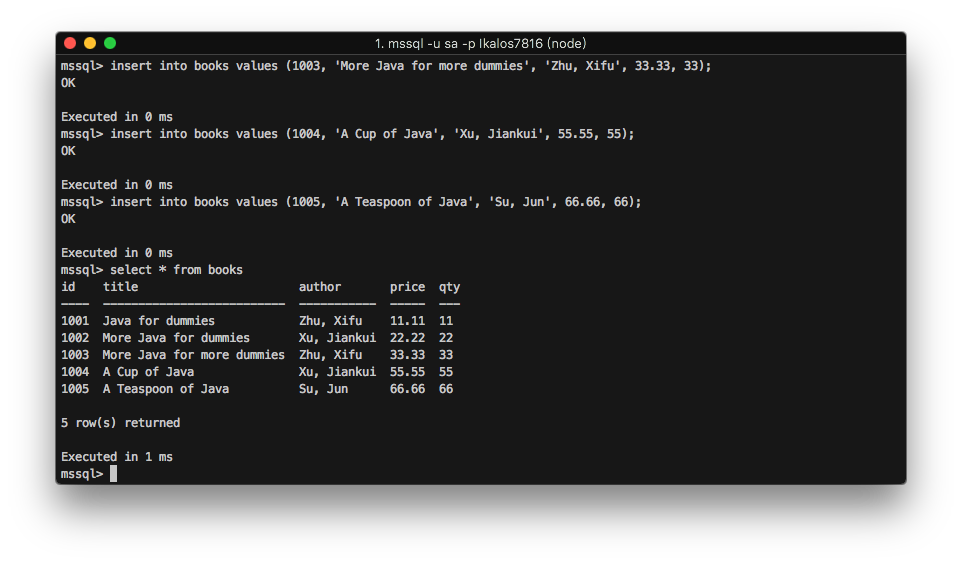 1. mssql -u sa -p Ikalos7816 (node)
mssql> insert into books values (1003, 'More Java for more dummies', 'Zhu, Xifu', 33.33, 33);
OK
Executed in 0 ms
mssql> insert into books values (1004, 'A Cup of Java', 'Xu, Jiankui', 55.55, 55);
OK
Executed in 0 ms
mssql> insert into books values (1005, 'A Teaspoon of Java', 'Su, Jun', 66.66, 66);
OK
Executed in 0 ms
mssql> select * from books
id title author price qty
1001 Java for dummies Zhu, Xifu 11.11 11
1002 More Java for dummies Xu, Jiankui 22.22 22
1003 More Java for more dummies Zhu, Xifu 33.33 33
1004 A Cup of Java Xu, Jiankui 55.55 55
1005 A Teaspoon of Java Su, Jun 66.66 66
5 row(s) returned
Executed in 1 ms
mssql>